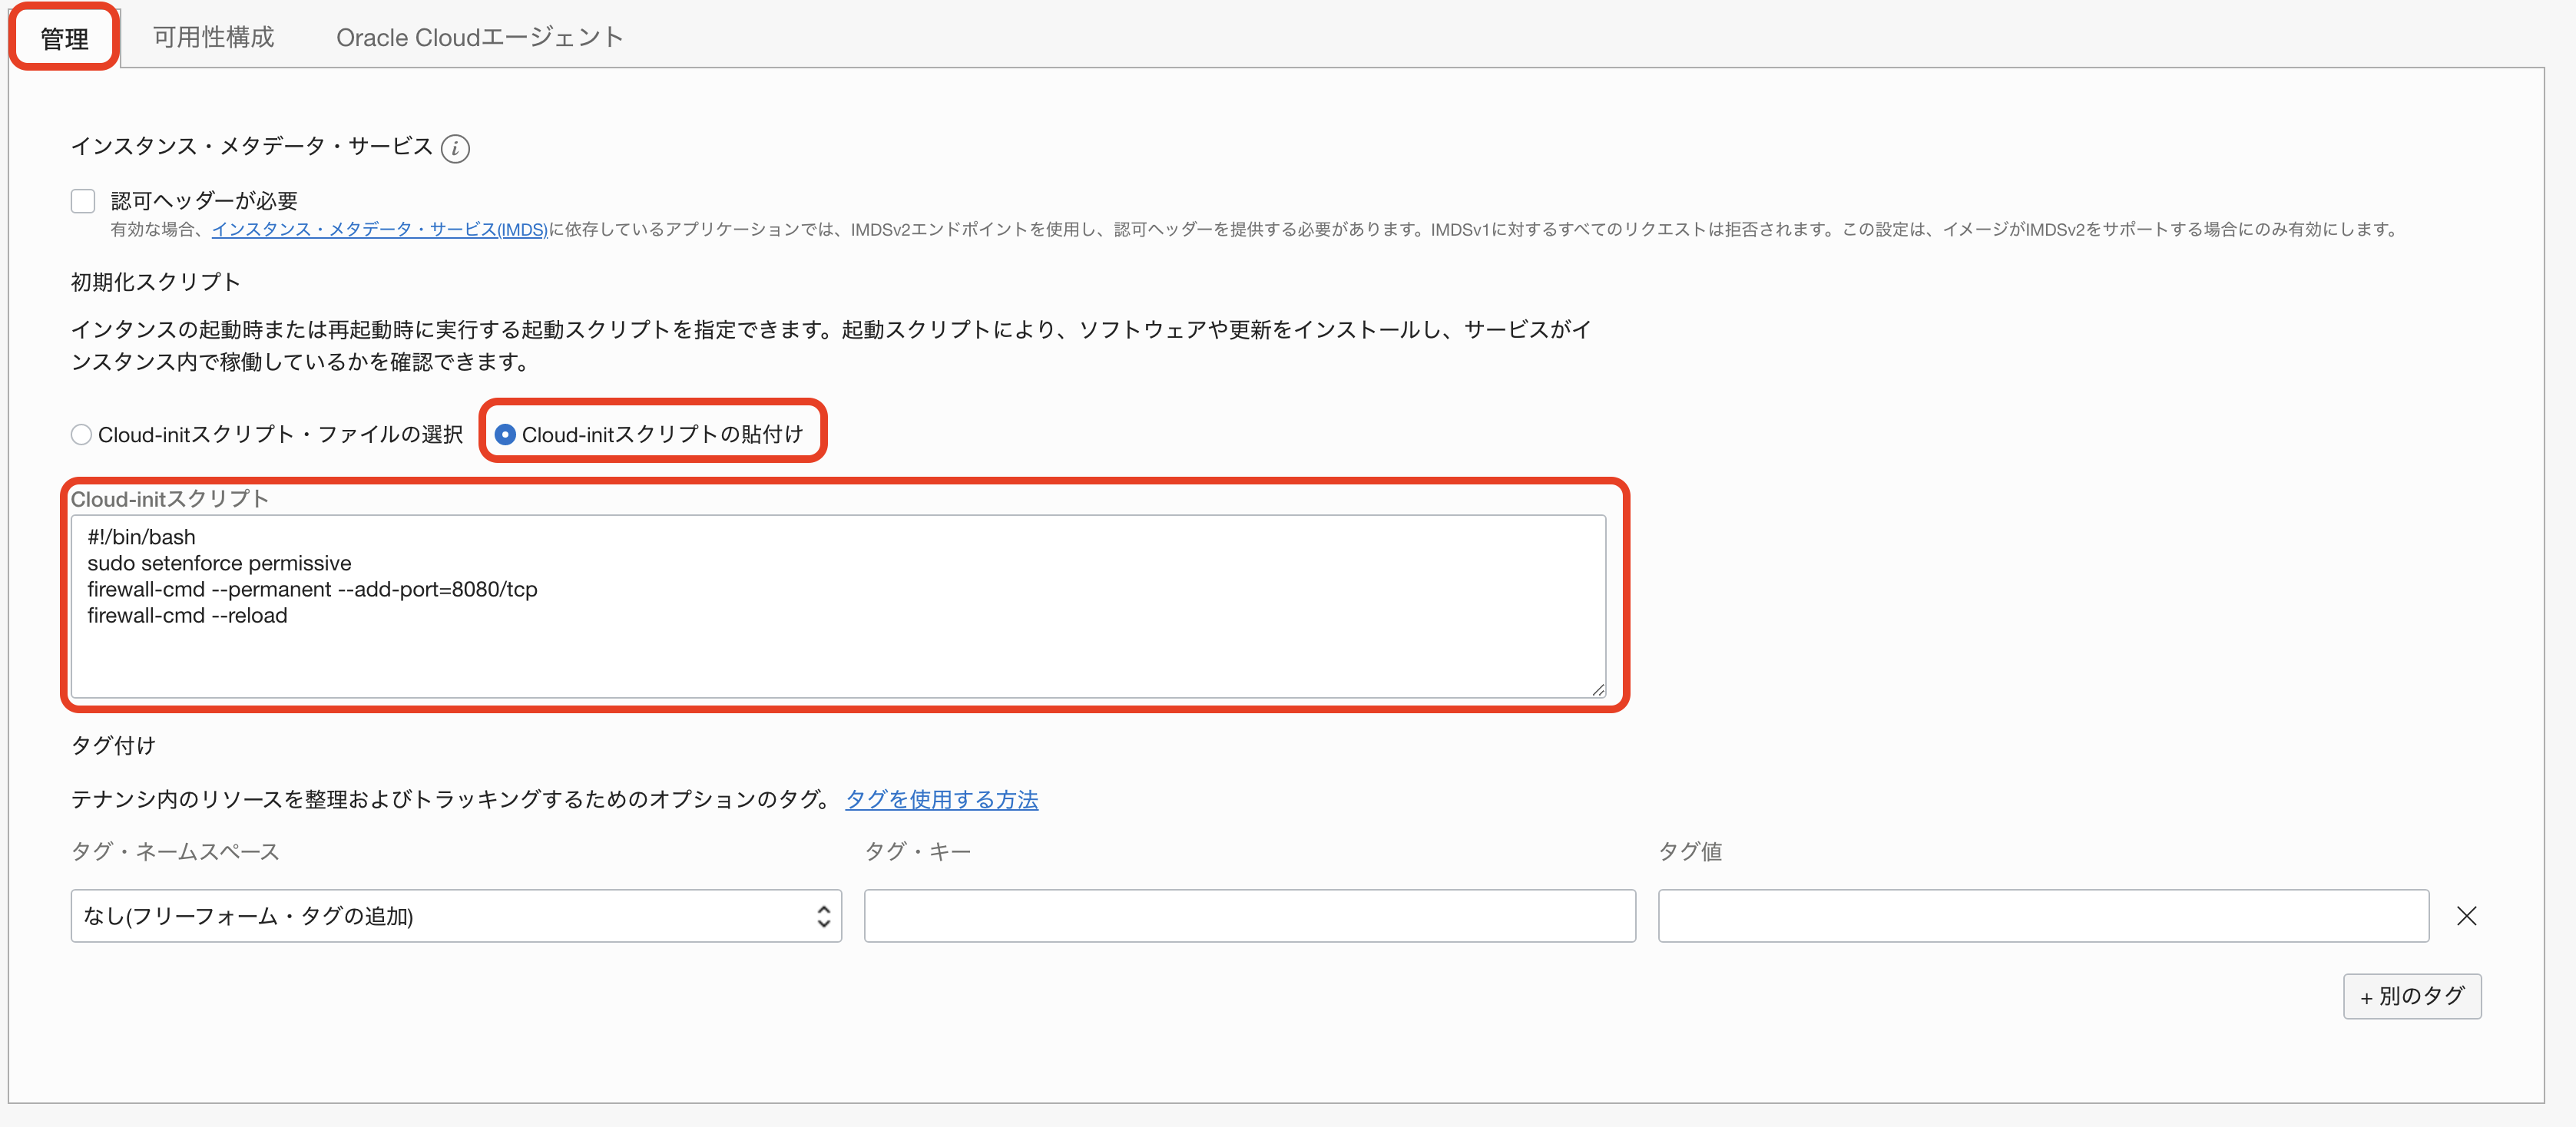 管理
可用性構成
Oracle Cloudエージェント
インスタンス・メタデータ・サービス i
認可ヘッダーが必要
有効な場合、インスタンス・メタデータ・サービス(IMDS)に依存しているアプリケーションでは、IMDSv2エンドポイントを使用し、認可ヘッダーを提供する必要があります。IMDSv1に対するすべてのリクエストは拒否されます。この設定は、イメージがIMDSv2をサポートする場合にのみ有効にします。
初期化スクリプト
インタンスの起動時または再起動時に実行する起動スクリプトを指定できます。起動スクリプトにより、ソフトウェアや更新をインストールし、サービスがイ
ンスタンス内で稼働しているかを確認できます。
Cloud-initスクリプト・ファイルの選択
Cloud-initスクリプトの貼付け
Cloud-initスクリプト
#!/bin/bash
sudo setenforce permissive
firewall-cmd --permanent --add-port=8080/tcp
firewall-cmd --reload
タグ付け
テナンシ内のリソースを整理およびトラッキングするためのオプションのタグ。 タグを使用する方法
タグ・ネームスペース
タグ・キー
タグ値
なし(フリーフォーム・タグの追加)
+ 別のタグ